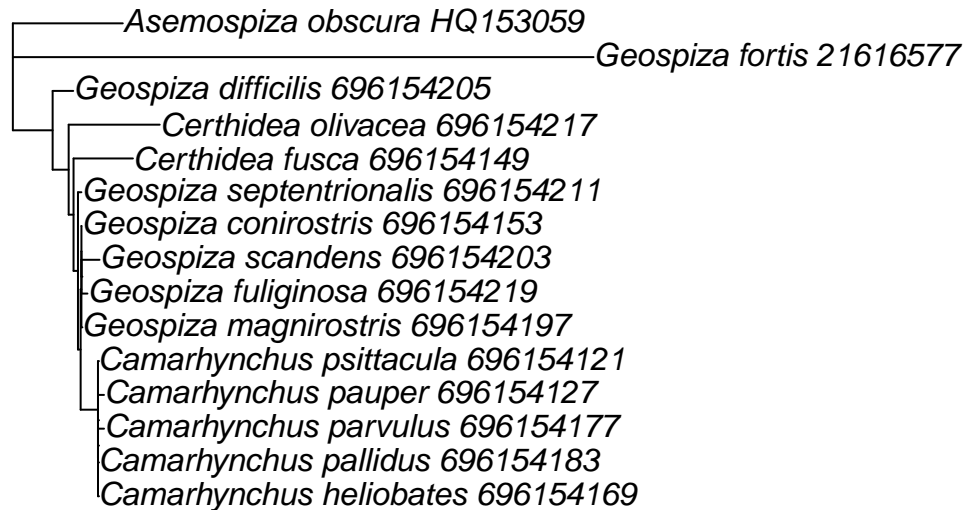 Asemospiza obscura HQ153059
Geospiza fortis 21616577
Geospiza difficilis 696154205
Certhidea olivacea 696154217
Certhidea fusca 696154149
Geospiza septentrionalis 696154211
Geospiza conirostris 696154153
Geospiza scandens 696154203
Geospiza fuliginosa 696154219
Geospiza magnirostris 696154197
Camarhynchus psittacula 696154121
Camarhynchus pauper 696154127
Camarhynchus parvulus 696154177
Camarhynchus pallidus 696154183
Camarhynchus heliobates 696154169